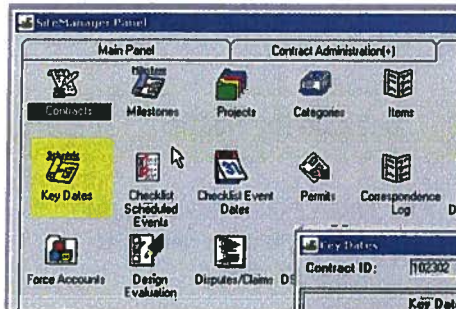 SiteManager Panel
Main Panel
Contract Administration(+)
Contracts
Milestones
Projects
Categories
Items
Key Dates
Checklist
Scheduled
Events
Checklist Event
Dates
Permits
Correspondence
Log
Force Accounts
Design
Evaluation
Disputes/Claims
Key Dates
Contract ID:
102302
Key Dat